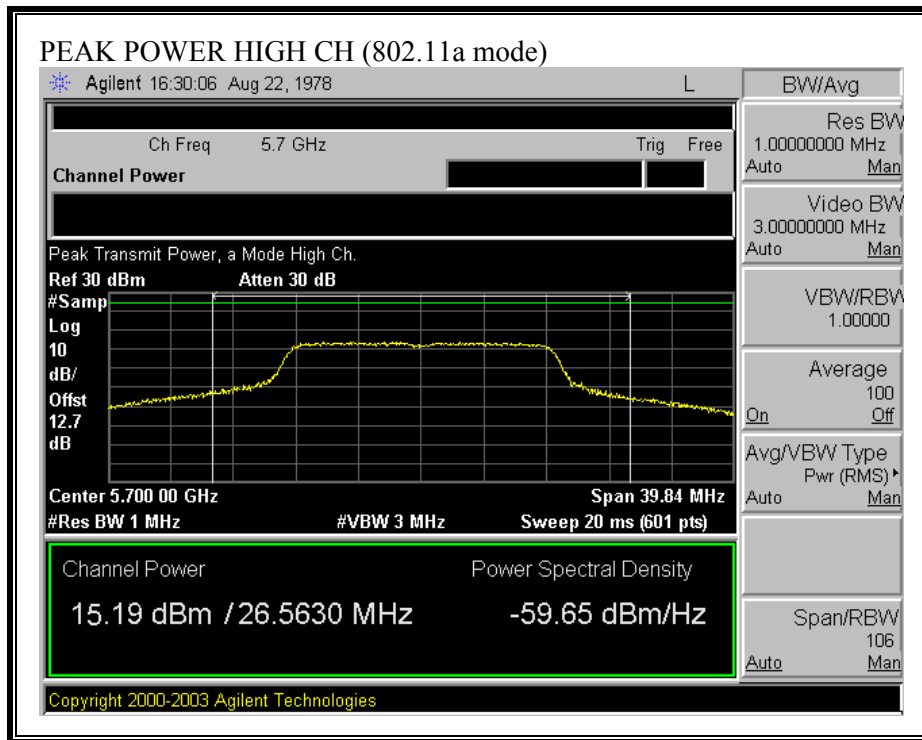 PEAK POWER HIGH CH (802.11a mode)
Agilent 16:30:06 Aug 22, 1978 L
Ch Freq 5.7 GHz Trig Free
Channel Power
Peak Transmit Power, a Mode High Ch.
Ref 30 dBm Atten 30 dB
#Samp
Log
10
dB/
Offst
12.7
dB
Center 5.700 00 GHz Span 39.84 MHz
#Res BW 1 MHz #VBW 3 MHz Sweep 20 ms (601 pts)
Channel Power Power Spectral Density
15.19 dBm / 26.5630 MHz -59.65 dBm/Hz
Copyright 2000-2003 Agilent Technologies
BW/Avg
Res BW
1.00000000 MHz
Auto Man
Video BW
3.00000000 MHz
Auto Man
VBW/RBW
1.00000
Average
100
On Off
Avg/VBW Type
Pwr (RMS)
Auto Man
Span/RBW
106
Auto Man